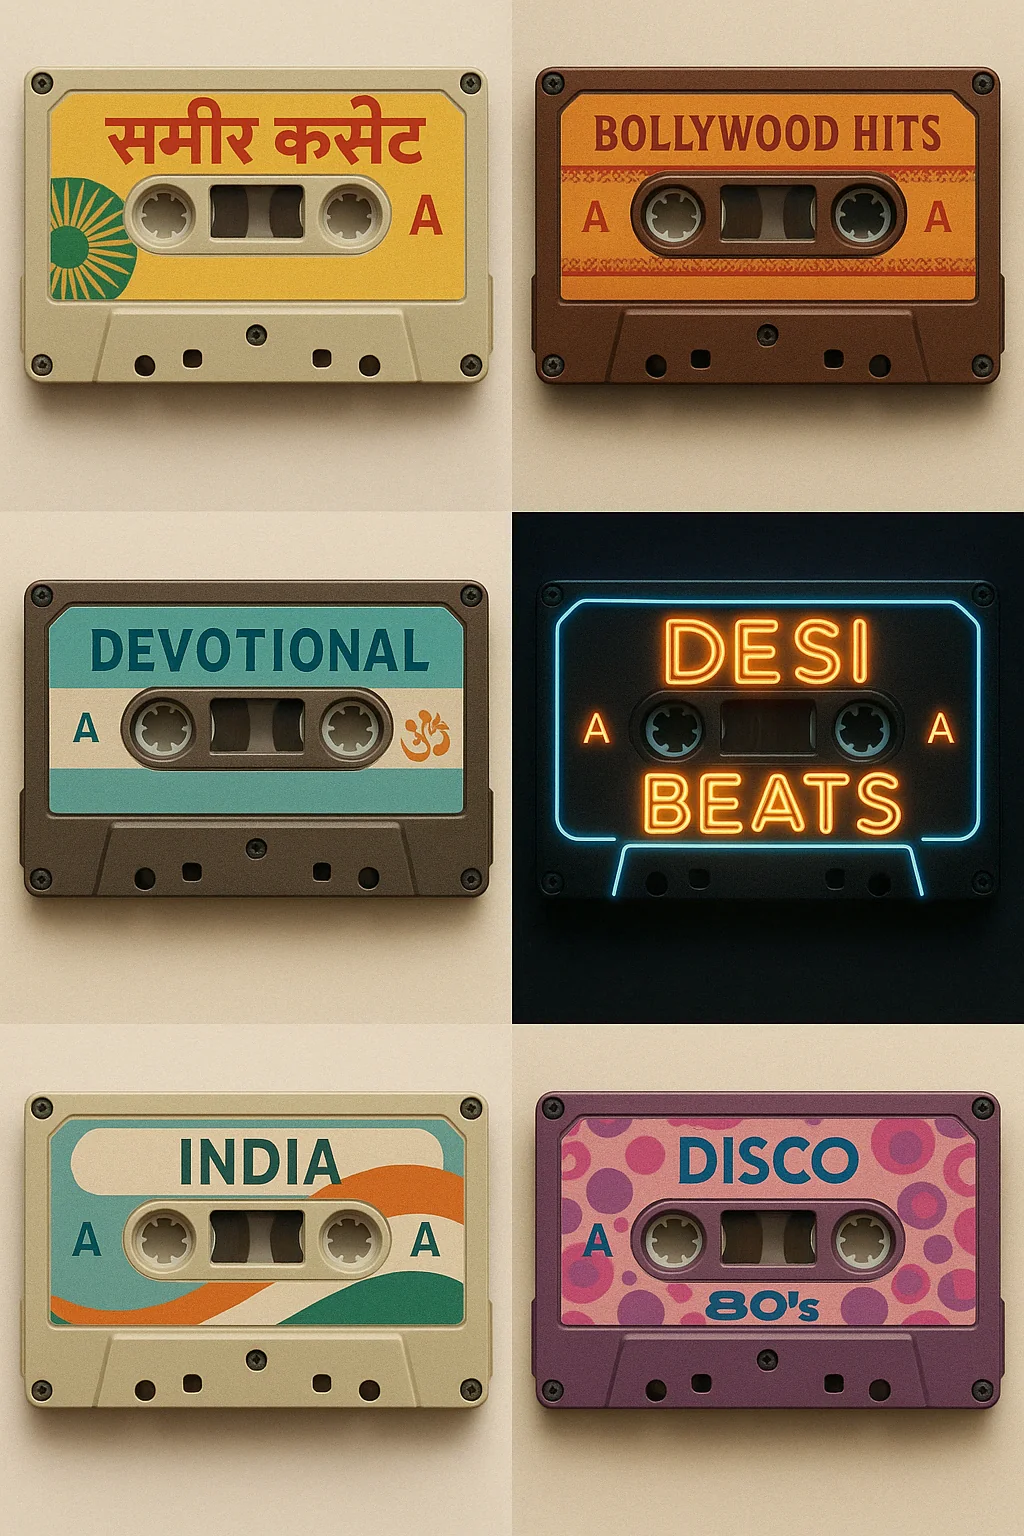 समीर कसेट
A
BOLLYWOOD HITS
A A
DEVOTIONAL
A ॐ
DESI
A A
BEATS
INDIA
A A
DISCO
A
80's